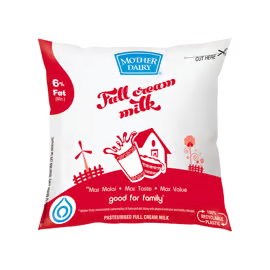 MOTHER
DAIRY
CUT HERE
6%
Fat
(Min.)
Full cream
milk
Max Malai • Max Taste • Max Value
good for family*
PASTEURISED FULL CREAM MILK
100%
RECYCLABLE
PLASTIC